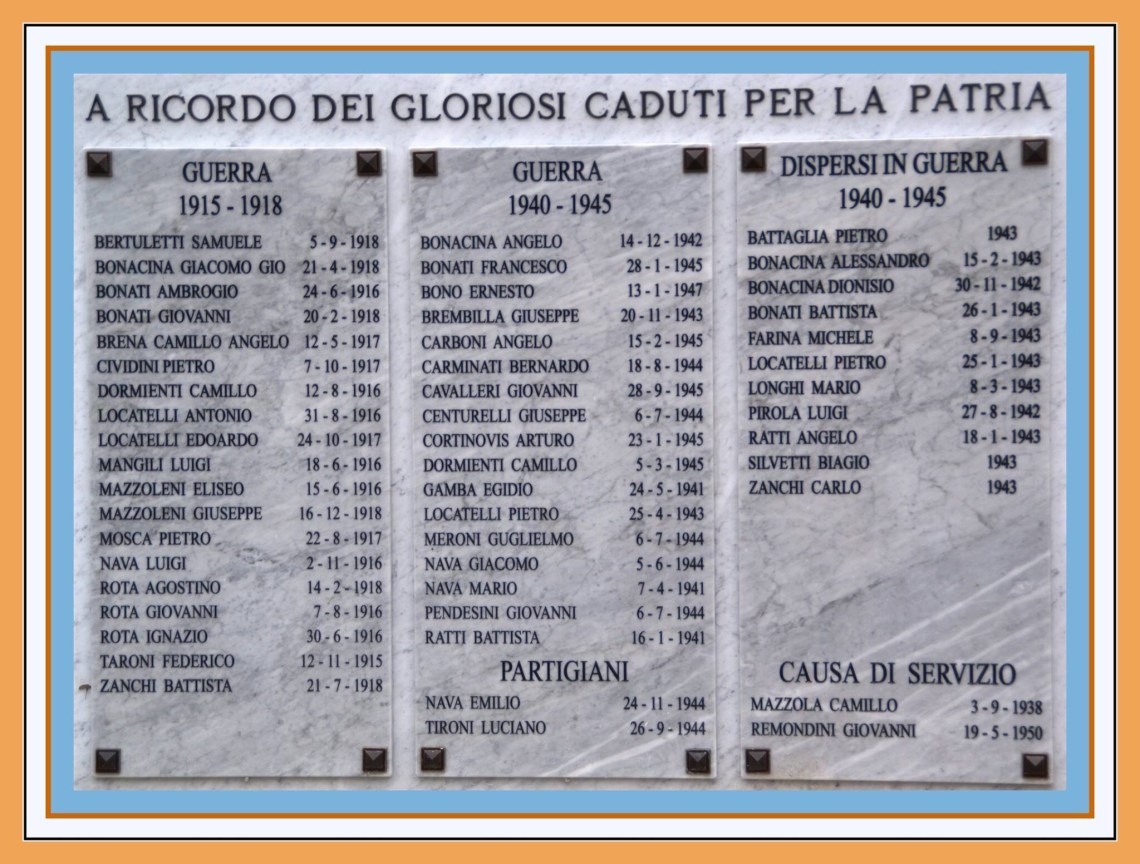 A RICORDO DEI GLORIOSI CADUTI PER LA PATRIA
GUERRA
1915 - 1918
BERTULETTI SAMUELE 5 - 9 - 1918
BONACINA GIACOMO GIO 21 - 4 - 1918
BONATI AMBROGIO 24 - 6 - 1916
BONATI GIOVANNI 20 - 2 - 1918
BRENA CAMILLO ANGELO 12 - 5 - 1917
CIVIDINI PIETRO 7 - 10 - 1917
DORMIENTI CAMILLO 12 - 8 - 1916
LOCATELLI ANTONIO 31 - 8 - 1916
LOCATELLI EDOARDO 24 - 10 - 1917
MANGILI LUIGI 18 - 6 - 1916
MAZZOLENI ELISEO 15 - 6 - 1916
MAZZOLENI GIUSEPPE 16 - 12 - 1918
MOSCA PIETRO 22 - 8 - 1917
NAVA LUIGI 2 - 11 - 1916
ROTA AGOSTINO 14 - 2 - 1918
ROTA GIOVANNI 7 - 8 - 1916
ROTA IGNAZIO 30 - 6 - 1916
TARONI FEDERICO 12 - 11 - 1915
ZANCHI BATTISTA 21 - 7 - 1918
GUERRA
1940 - 1945
BONACINA ANGELO 14 - 12 - 1942
BONATI FRANCESCO 28 - 1 - 1945
BONO ERNESTO 13 - 1 - 1947
BREMBILLA GIUSEPPE 20 - 11 - 1943
CARBONI ANGELO 15 - 2 - 1945
CARMINATI BERNARDO 18 - 8 - 1944
CAVALLERI GIOVANNI 28 - 9 - 1945
CENTURELLI GIUSEPPE 6 - 7 - 1944
CORTINOVIS ARTURO 23 - 1 - 1945
DORMIENTI CAMILLO 5 - 3 - 1945
GAMBA EGIDIO 24 - 5 - 1941
LOCATELLI PIETRO 25 - 4 - 1943
MERONI GUGLIELMO 6 - 7 - 1944
NAVA GIACOMO 5 - 6 - 1944
NAVA MARIO 7 - 4 - 1941
PENDESINI GIOVANNI 6 - 7 - 1944
RATTI BATTISTA 16 - 1 - 1941
PARTIGIANI
NAVA EMILIO 24 - 11 - 1944
TIRONI LUCIANO 26 - 9 - 1944
DISPERSI IN GUERRA
1940 - 1945
BATTAGLIA PIETRO 1943
BONACINA ALESSANDRO 15 - 2 - 1943
BONACINA DIONISIO 30 - 11 - 1942
BONATI BATTISTA 26 - 1 - 1943
FARINA MICHELE 8 - 9 - 1943
LOCATELLI PIETRO 25 - 1 - 1943
LONGHI MARIO 8 - 3 - 1943
PIROLA LUIGI 27 - 8 - 1942
RATTI ANGELO 18 - 1 - 1943
SILVETTI BIAGIO 1943
ZANCHI CARLO 1943
CAUSA DI SERVIZIO
MAZZOLA CAMILLO 3 - 9 - 1938
REMONDINI GIOVANNI 19 - 5 - 1950